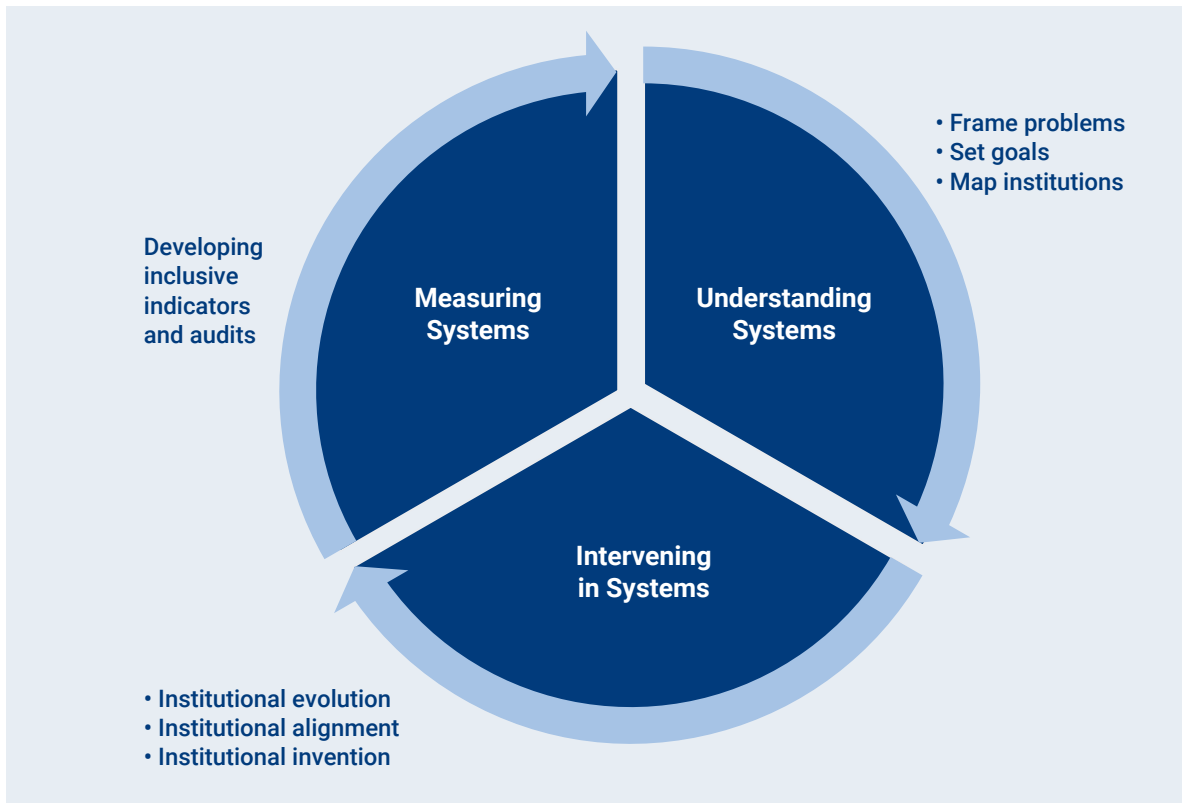 • Frame problems
• Set goals
• Map institutions
Developing
inclusive
indicators
and audits
Measuring
Systems
Understanding
Systems
Intervening
in Systems
• Institutional evolution
• Institutional alignment
• Institutional invention